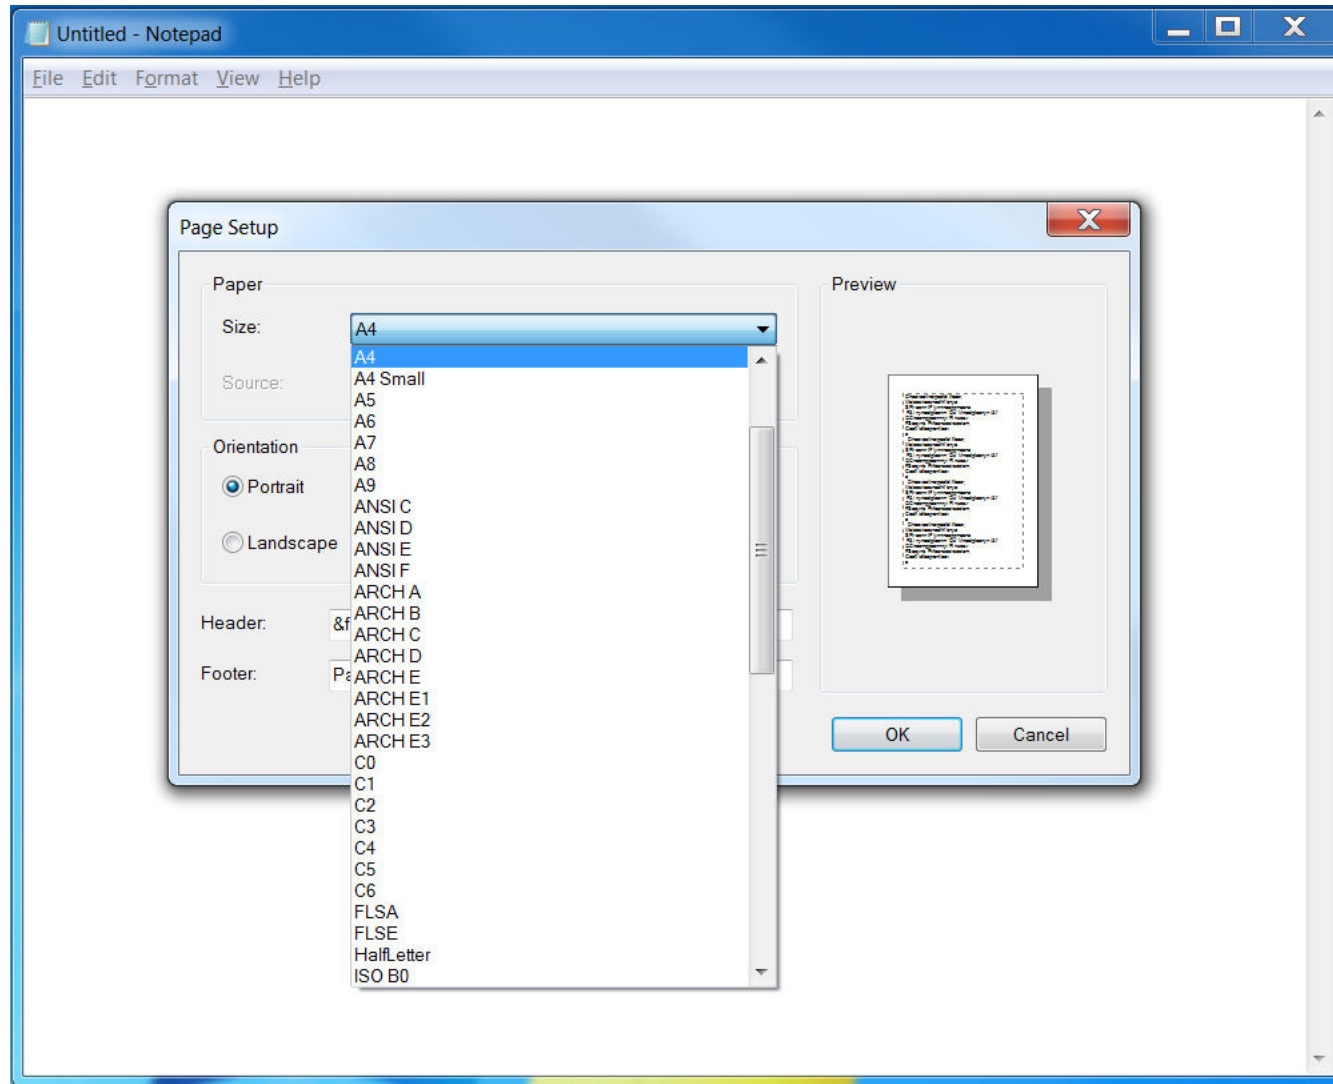 Untitled - Notepad
File Edit Format View Help
Page Setup
Paper
Size: A4
Source:
A4
A4 Small
A5
A6
A7
A8
A9
ANSI C
ANSI D
ANSI E
ANSI F
ARCH A
ARCH B
ARCH C
ARCH D
ARCH E
ARCH E1
ARCH E2
ARCH E3
C0
C1
C2
C3
C4
C5
C6
FLSA
FLSE
HalfLetter
ISO B0
Orientation
Portrait
Landscape
Header: &f
Footer: Pa
Preview
OK Cancel